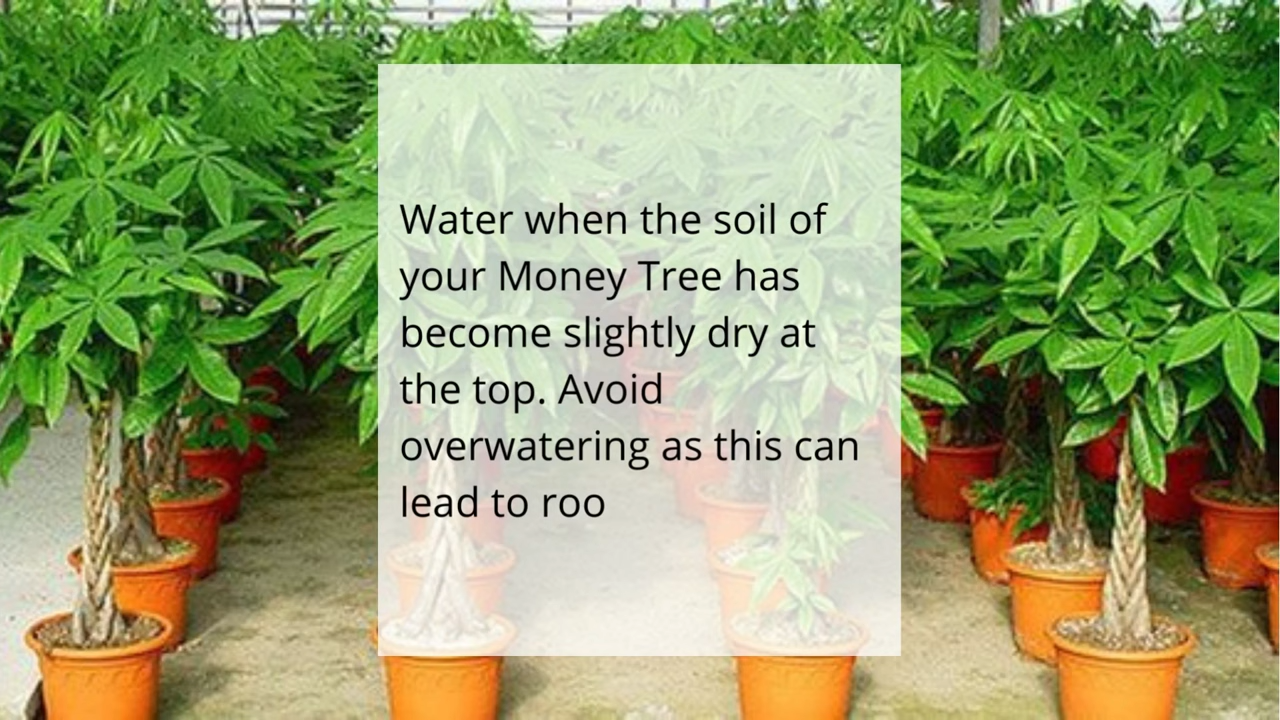 Water when the soil of
your Money Tree has
become slightly dry at
the top. Avoid
overwatering as this can
lead to roo